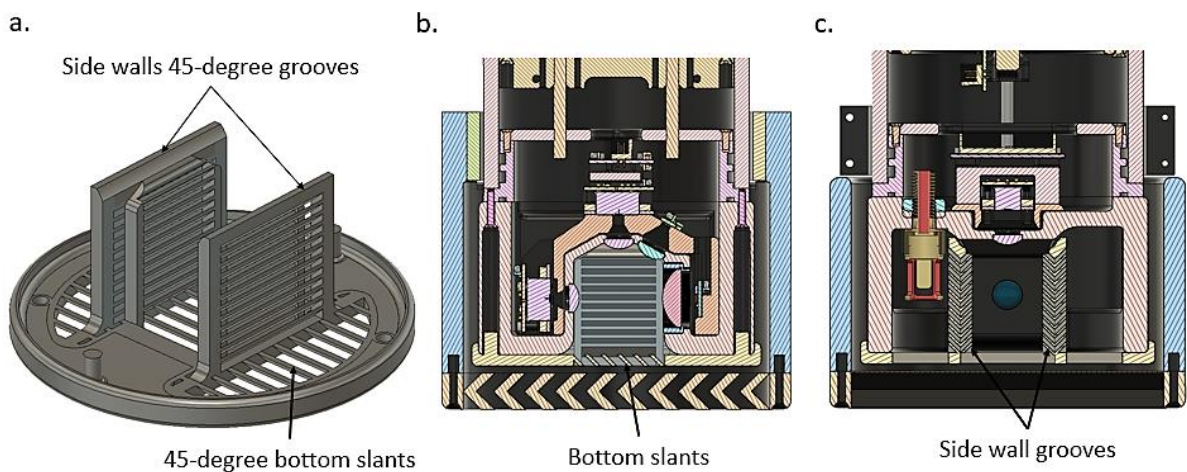 a.
Side walls 45-degree grooves
45-degree bottom slants
b.
Bottom slants
c.
Side wall grooves